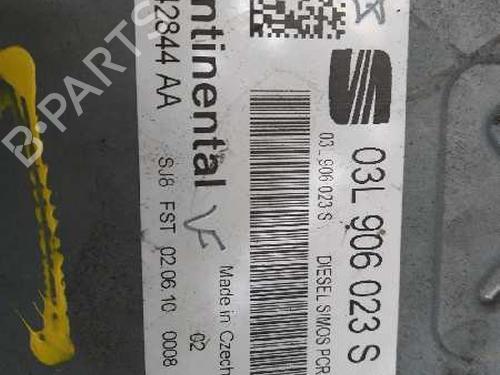 03L 906 023 S
DIESEL SIMOS PCR
03L 906 023 S
Made in Czech
02
ntinental
42844 AA
SJ8 FST 02.06.10 0008
B-PARTS